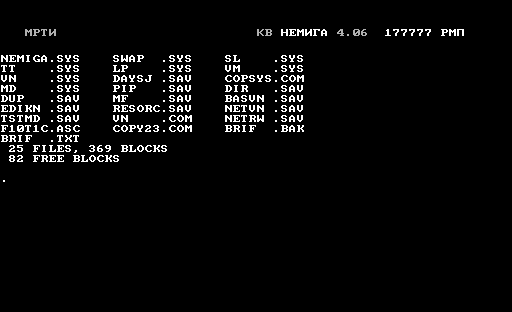 МРТИ КВ НЕМИГА 4.06 177777 РМП
NEMIGA.SYS SWAP .SYS SL .SYS
TT .SYS LP .SYS VM .SYS
VN .SYS DAYSJ .SAV COPSYS.COM
MD .SYS PIP .SAV DIR .SAV
DUP .SAV MF .SAV BASVN .SAV
EDIKN .SAV RESORC.SAV NETVN .SAV
TSTMD .SAV VN .COM NETRW .SAV
F10T1C.ASC COPY23.COM BRIF .BAK
BRIF .TXT
25 FILES, 369 BLOCKS
82 FREE BLOCKS
.